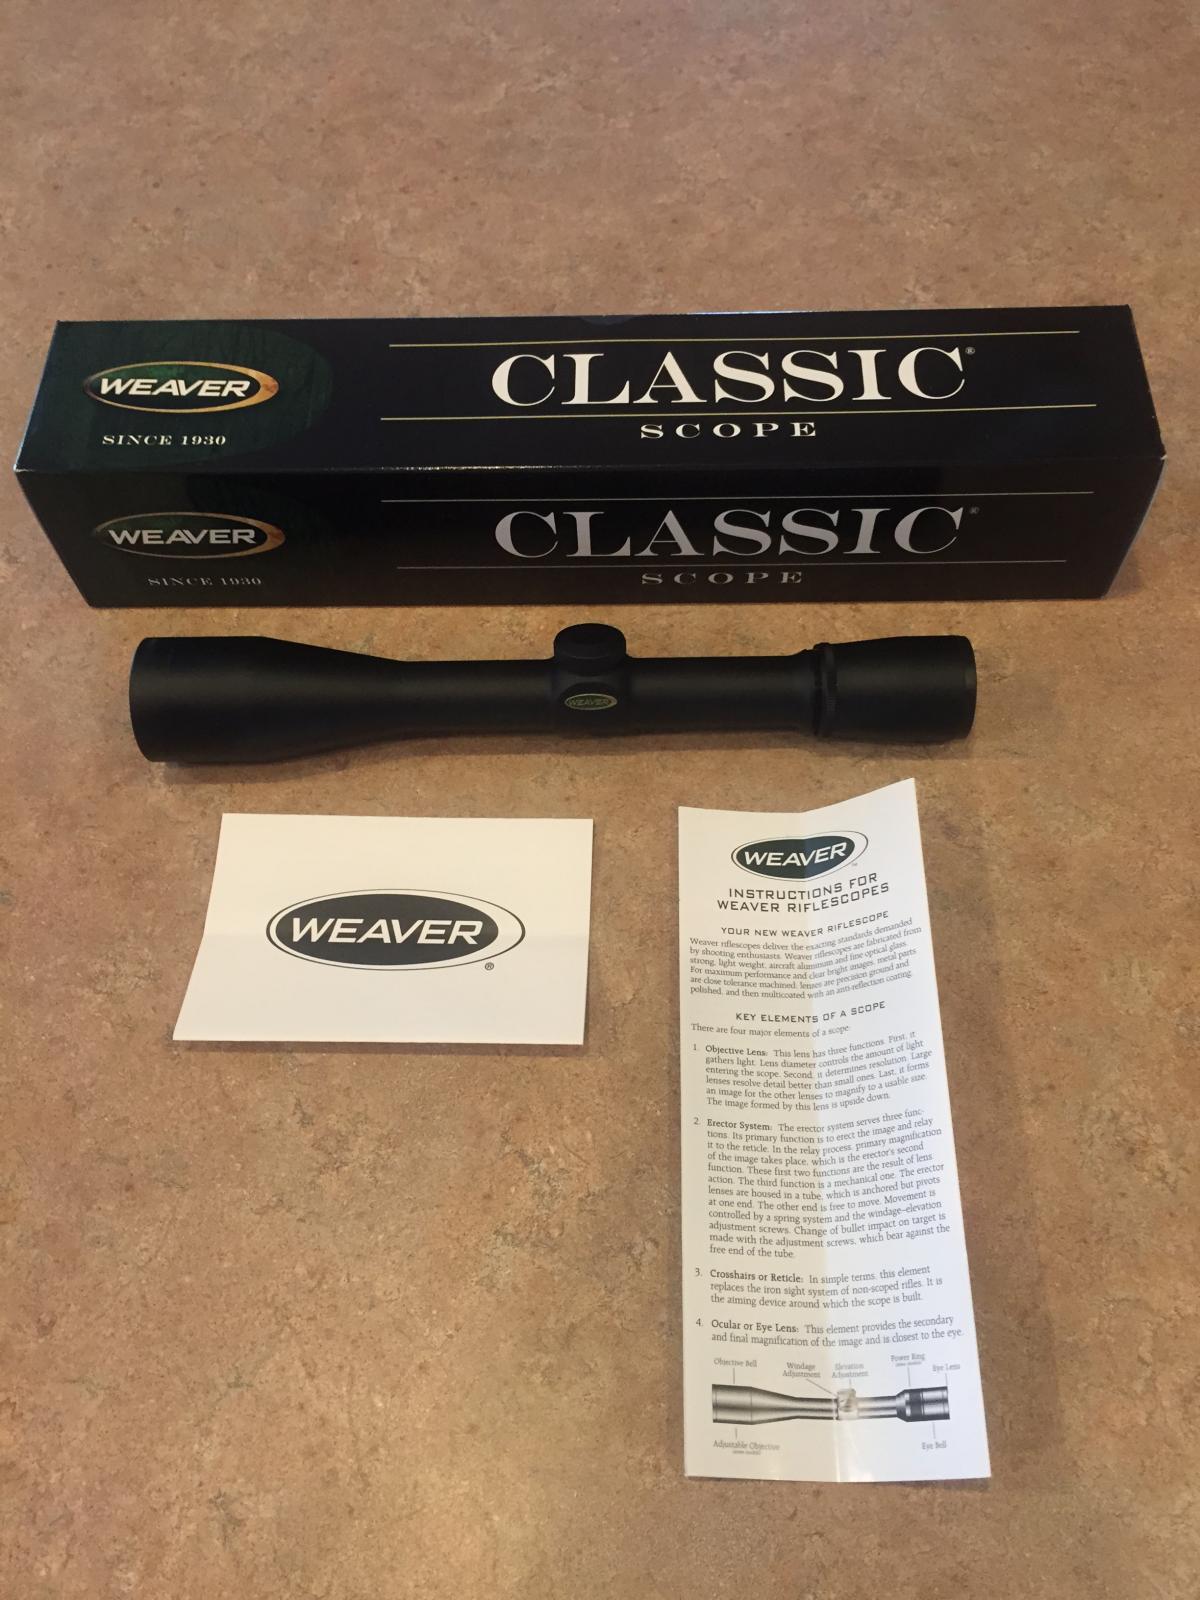 WEAVER
SINCE 1930
CLASSIC®
SCOPE
WEAVER
SINCE 1930
CLASSIC®
SCOPE
WEAVER
WEAVER
®
WEAVER
INSTRUCTIONS FOR
WEAVER RIFLESCOPES
YOUR NEW WEAVER RIFLESCOPE
Weaver riflescopes deliver the exacting standards demanded
by shooting enthusiasts. Weaver riflescopes are fabricated from
strong, light weight, aircraft aluminum and fine optical glass.
For maximum performance and clear bright images, metal parts
are close tolerance machined, lenses are precision ground and
polished, and then multicoated with an anti-reflection coating.
KEY ELEMENTS OF A SCOPE
There are four major elements of a scope:
1. Objective Lens: This lens has three functions. First, it
gathers light. Lens diameter controls the amount of light
entering the scope. Second, it determines resolution. Large
lenses resolve detail better than small ones. Last, it forms
an image for the other lenses to magnify to a usable size.
The image formed by this lens is upside down.
2. Erector System: The erector system serves three func-
tions. Its primary function is to erect the image and relay
it to the reticle. In the relay process, primary magnification
of the image takes place, which is the erector's second
function. These first two functions are the result of lens
action. The third function is a mechanical one. The erector
lenses are housed in a tube, which is anchored but pivots
at one end. The other end is free to move. Movement is
controlled by a spring system and the windage-elevation
adjustment screws. Change of bullet impact on target is
made with the adjustment screws, which bear against the
free end of the tube.
3. Crosshairs or Reticle: In simple terms, this element
replaces the iron sight system of non-scoped rifles. It is
the aiming device around which the scope is built.
4. Ocular or Eye Lens: This element provides the secondary
and final magnification of the image and is closest to the eye.
Objective Bell
Windage
Adjustment
Elevation
Adjustment
Power Ring
Eye Lens
Adjustable Objective
Eye Bell